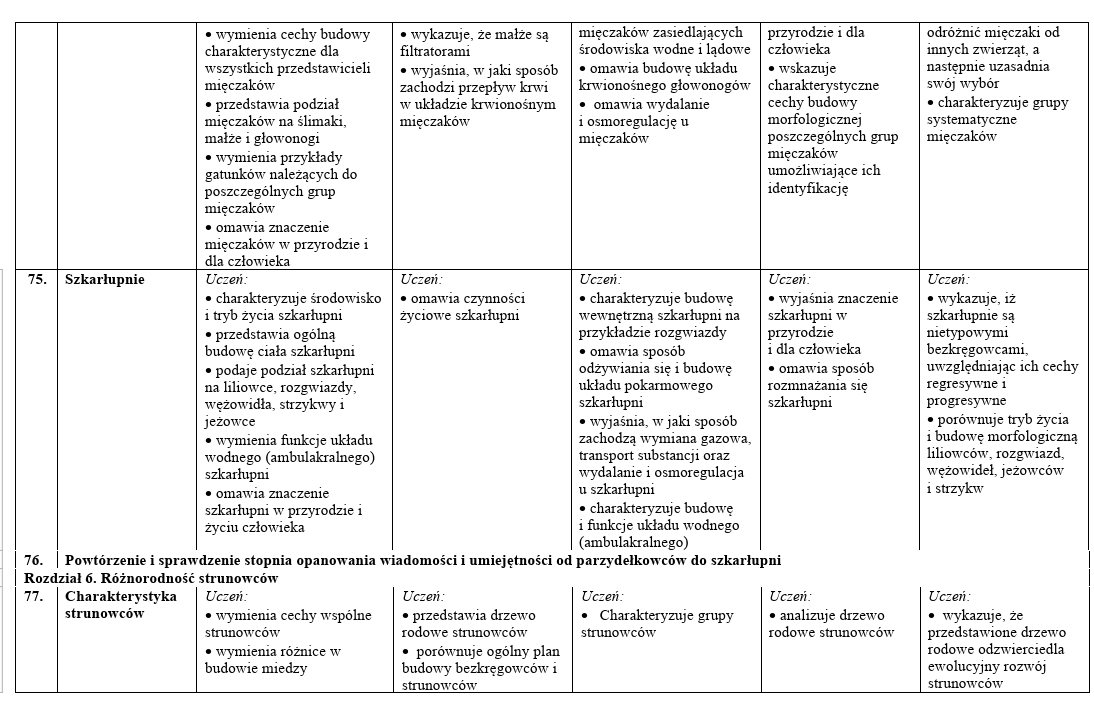 • wymienia cechy budowy
charakterystyczne dla
wszystkich przedstawicieli
mięczaków
• przedstawia podział
mięczaków na ślimaki,
małże i głowonogi
• wymienia przykłady
gatunków należących do
poszczególnych grup
mięczaków
• omawia znaczenie
mięczaków w przyrodzie i
dla człowieka
• wykazuje, że małże są
filtratorami
• wyjaśnia, w jaki sposób
zachodzi przepływ krwi
w układzie krwionośnym
mięczaków
mięczaków zasiedlających
środowiska wodne i lądowe
• omawia budowę układu
krwionośnego głowonogów
• omawia wydalanie
i osmoregulację u
mięczaków
przyrodzie i dla
człowieka
• wskazuje
charakterystyczne
cechy budowy
morfologicznej
poszczególnych grup
mięczaków
umożliwiające ich
identyfikację
odróżnić mięczaki od
innych zwierząt, a
następnie uzasadnia
swój wybór
• charakteryzuje grupy
systematyczne
mięczaków
75.
Szkarłupnie
Uczeń:
• charakteryzuje środowisko
i tryb życia szkarłupni
• przedstawia ogólną
budowę ciała szkarłupni
• podaje podział szkarłupni
na liliowce, rozgwiazdy,
wężowidła, strzykwy i
jeżowce
• wymienia funkcje układu
wodnego (ambulakralnego)
szkarłupni
• omawia znaczenie
szkarłupni w przyrodzie i
życiu człowieka
Uczeń:
• omawia czynności
życiowe szkarłupni
Uczeń:
• charakteryzuje budowę
wewnętrzną szkarłupni na
przykładzie rozgwiazdy
• omawia sposób
odżywiania się i budowę
układu pokarmowego
szkarłupni
• wyjaśnia, w jaki sposób
zachodzą wymiana gazowa,
transport substancji oraz
wydalanie i osmoregulacja
u szkarłupni
• charakteryzuje budowę
i funkcje układu wodnego
(ambulakralnego)
Uczeń:
• wyjaśnia znaczenie
szkarłupni w
przyrodzie
i dla człowieka
• omawia sposób
rozmnażania się
szkarłupni
Uczeń:
• wykazuje, iż
szkarłupnie są
nietypowymi
bezkręgowcami,
uwzględniając ich cechy
regresywne i
progresywne
• porównuje tryb życia
i budowę morfologiczną
liliowców, rozgwiazd,
wężowideł, jeżowców
i strzykw
76. Powtórzenie i sprawdzenie stopnia opanowania wiadomości i umiejętności od parzydełkowców do szkarłupni
Rozdział 6. Różnorodność strunowców
77.
Charakterystyka
strunowców
Uczeń:
• wymienia cechy wspólne
strunowców
• wymienia różnice w
budowie miedzy
Uczeń:
• przedstawia drzewo
rodowe strunowców
• porównuje ogólny plan
budowy bezkręgowców i
strunowców
Uczeń:
• Charakteryzuje grupy
strunowców
Uczeń:
• analizuje drzewo
rodowe strunowców
Uczeń:
• wykazuje, że
przedstawione drzewo
rodowe odzwierciedla
ewolucyjny rozwój
strunowców